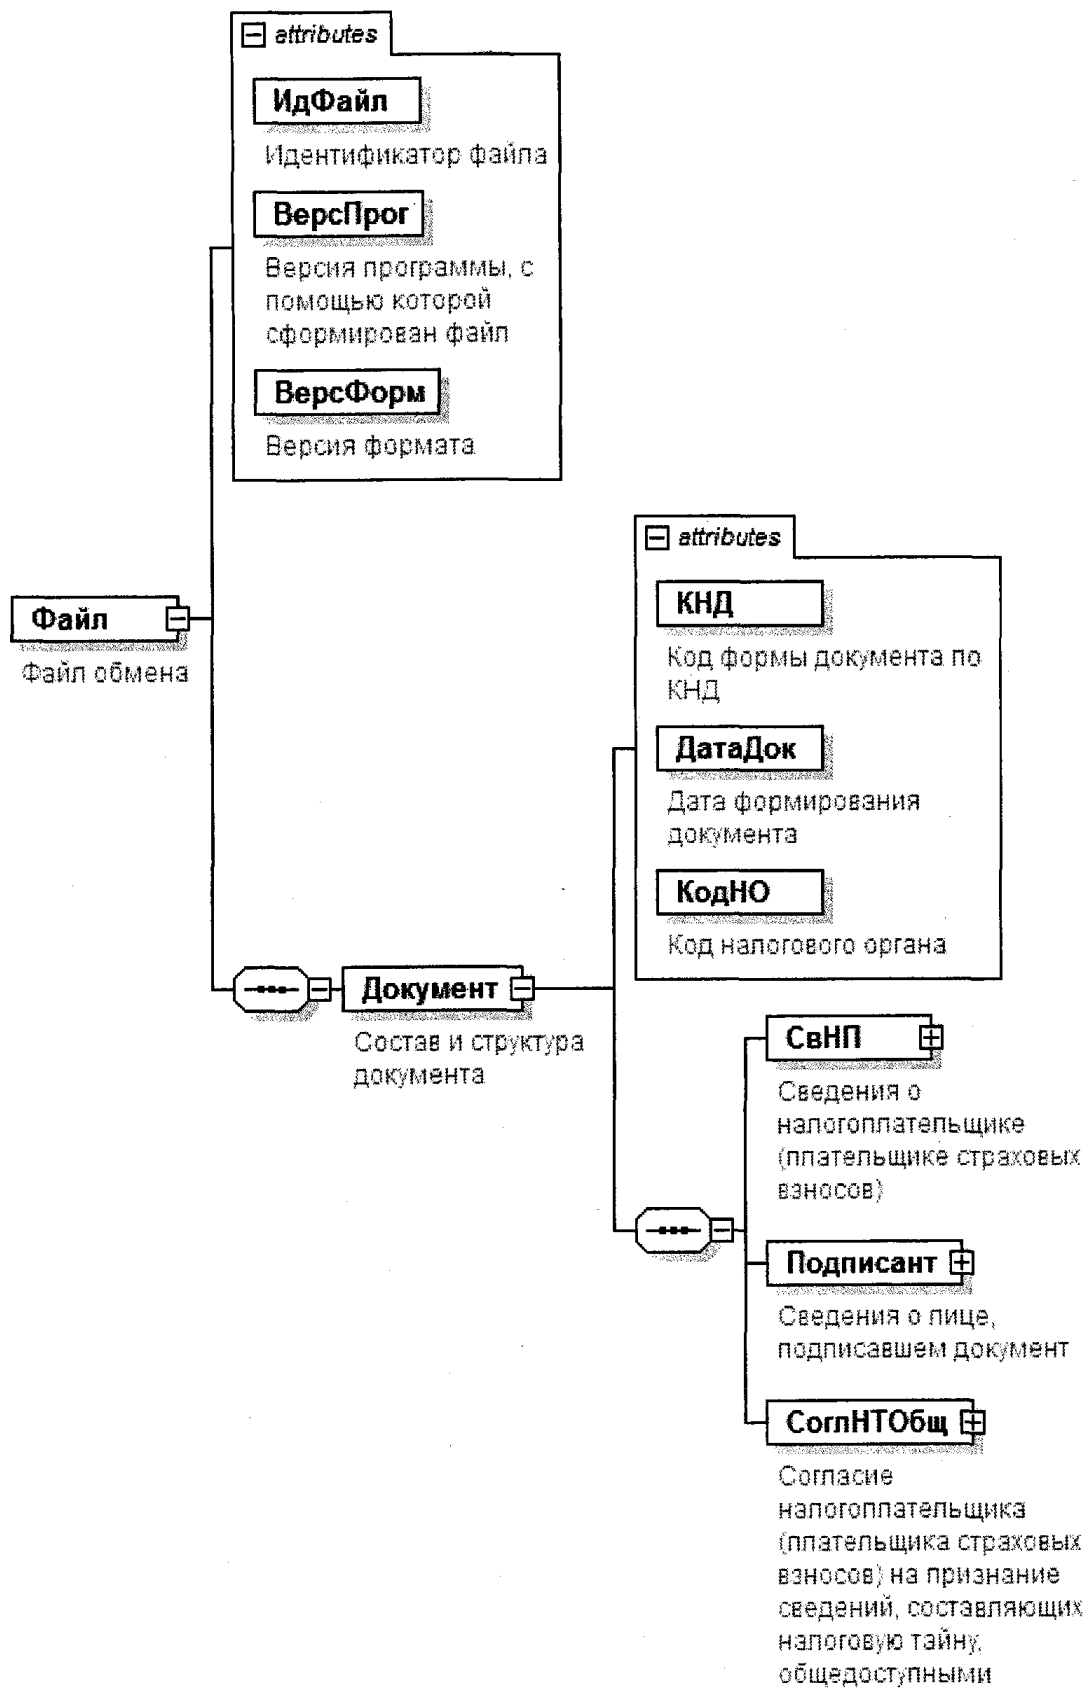 attributes
ИдФайл
Идентификатор файла
ВерсПрог
Версия программы, с
помощью которой
сформирован файл
ВерсФорм
Версия формата
Файл
Файл обмена
attributes
КНД
Код формы документа по
КНД
ДатаДок
Дата формирования
документа
КодНО
Код налогового органа
Документ
Состав и структура
документа
СвНП
Сведения о
налогоплательщике
(плательщике страховых
взносов)
Подписант
Сведения о лице,
подписавшем документ
СоглНТОбщ
Согласие
налогоплательщика
(плательщика страховых
взносов) на признание
сведений, составляющих
налоговую тайну,
общедоступными